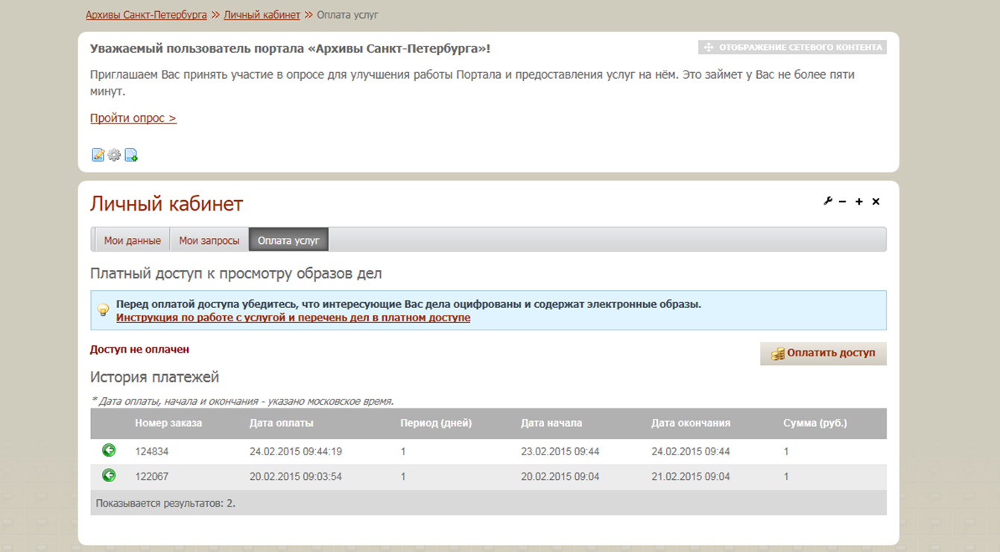 Архивы Санкт-Петербурга >> Личный кабинет >> Оплата услуг
Уважаемый пользователь портала «Архивы Санкт-Петербурга»!
ОТОБРАЖЕНИЕ СЕТЕВОГО КОНТЕНТА
Приглашаем Вас принять участие в опросе для улучшения работы Портала и предоставления услуг на нём. Это займет у Вас не более пяти
минут.
Пройти опрос >
Личный кабинет
Мои данные Мои запросы Оплата услуг
Платный доступ к просмотру образов дел
Перед оплатой доступа убедитесь, что интересующие Вас дела оцифрованы и содержат электронные образы.
Инструкция по работе с услугой и перечень дел в платном доступе
Доступ не оплачен
Оплатить доступ
История платежей
* Дата оплаты, начала и окончания - указано московское время.
Номер заказа Дата оплаты Период (дней) Дата начала Дата окончания Сумма (руб.)
124834 24.02.2015 09:44:19 1 23.02.2015 09:44 24.02.2015 09:44 1
122067 20.02.2015 09:03:54 1 20.02.2015 09:04 21.02.2015 09:04 1
Показывается результатов: 2.